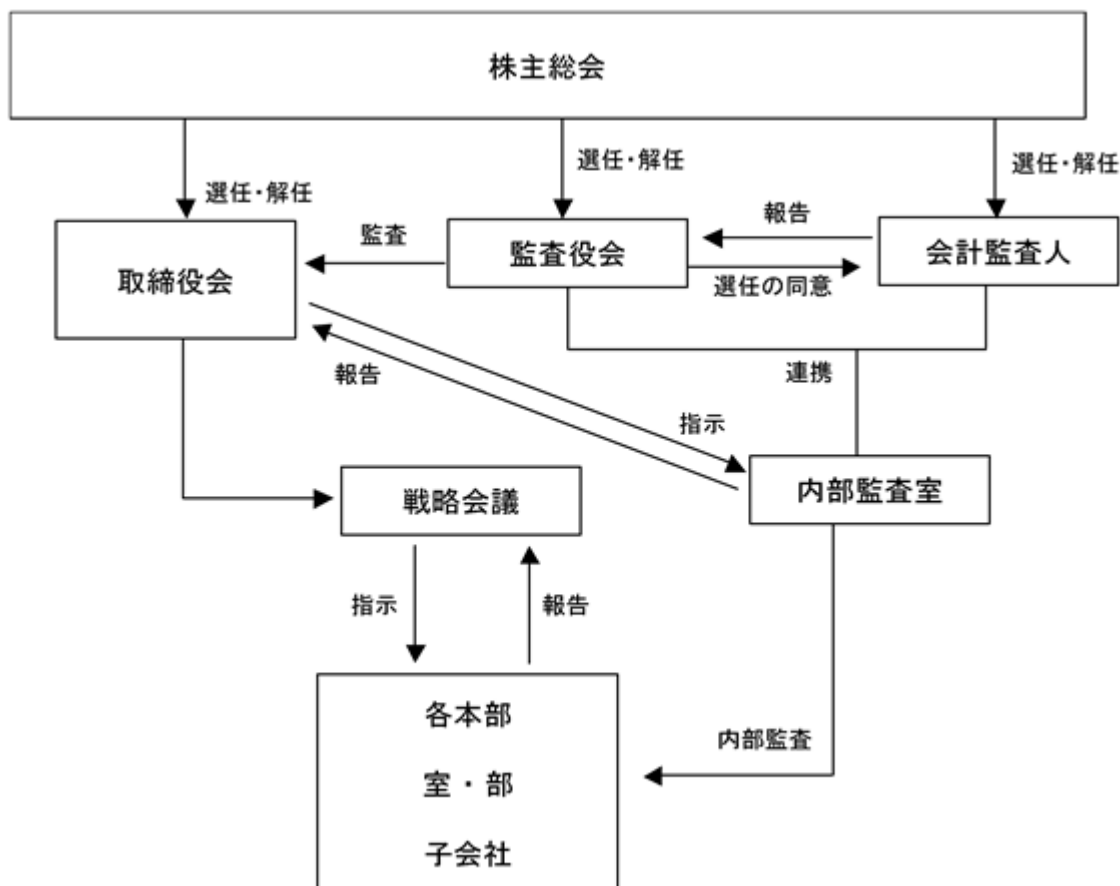 株主総会
選任・解任
選任・解任
選任・解任
取締役会
監査
監査役会
報告
選任の同意
会計監査人
連携
報告
指示
戦略会議
内部監査室
指示
報告
各本部
室・部
子会社
内部監査